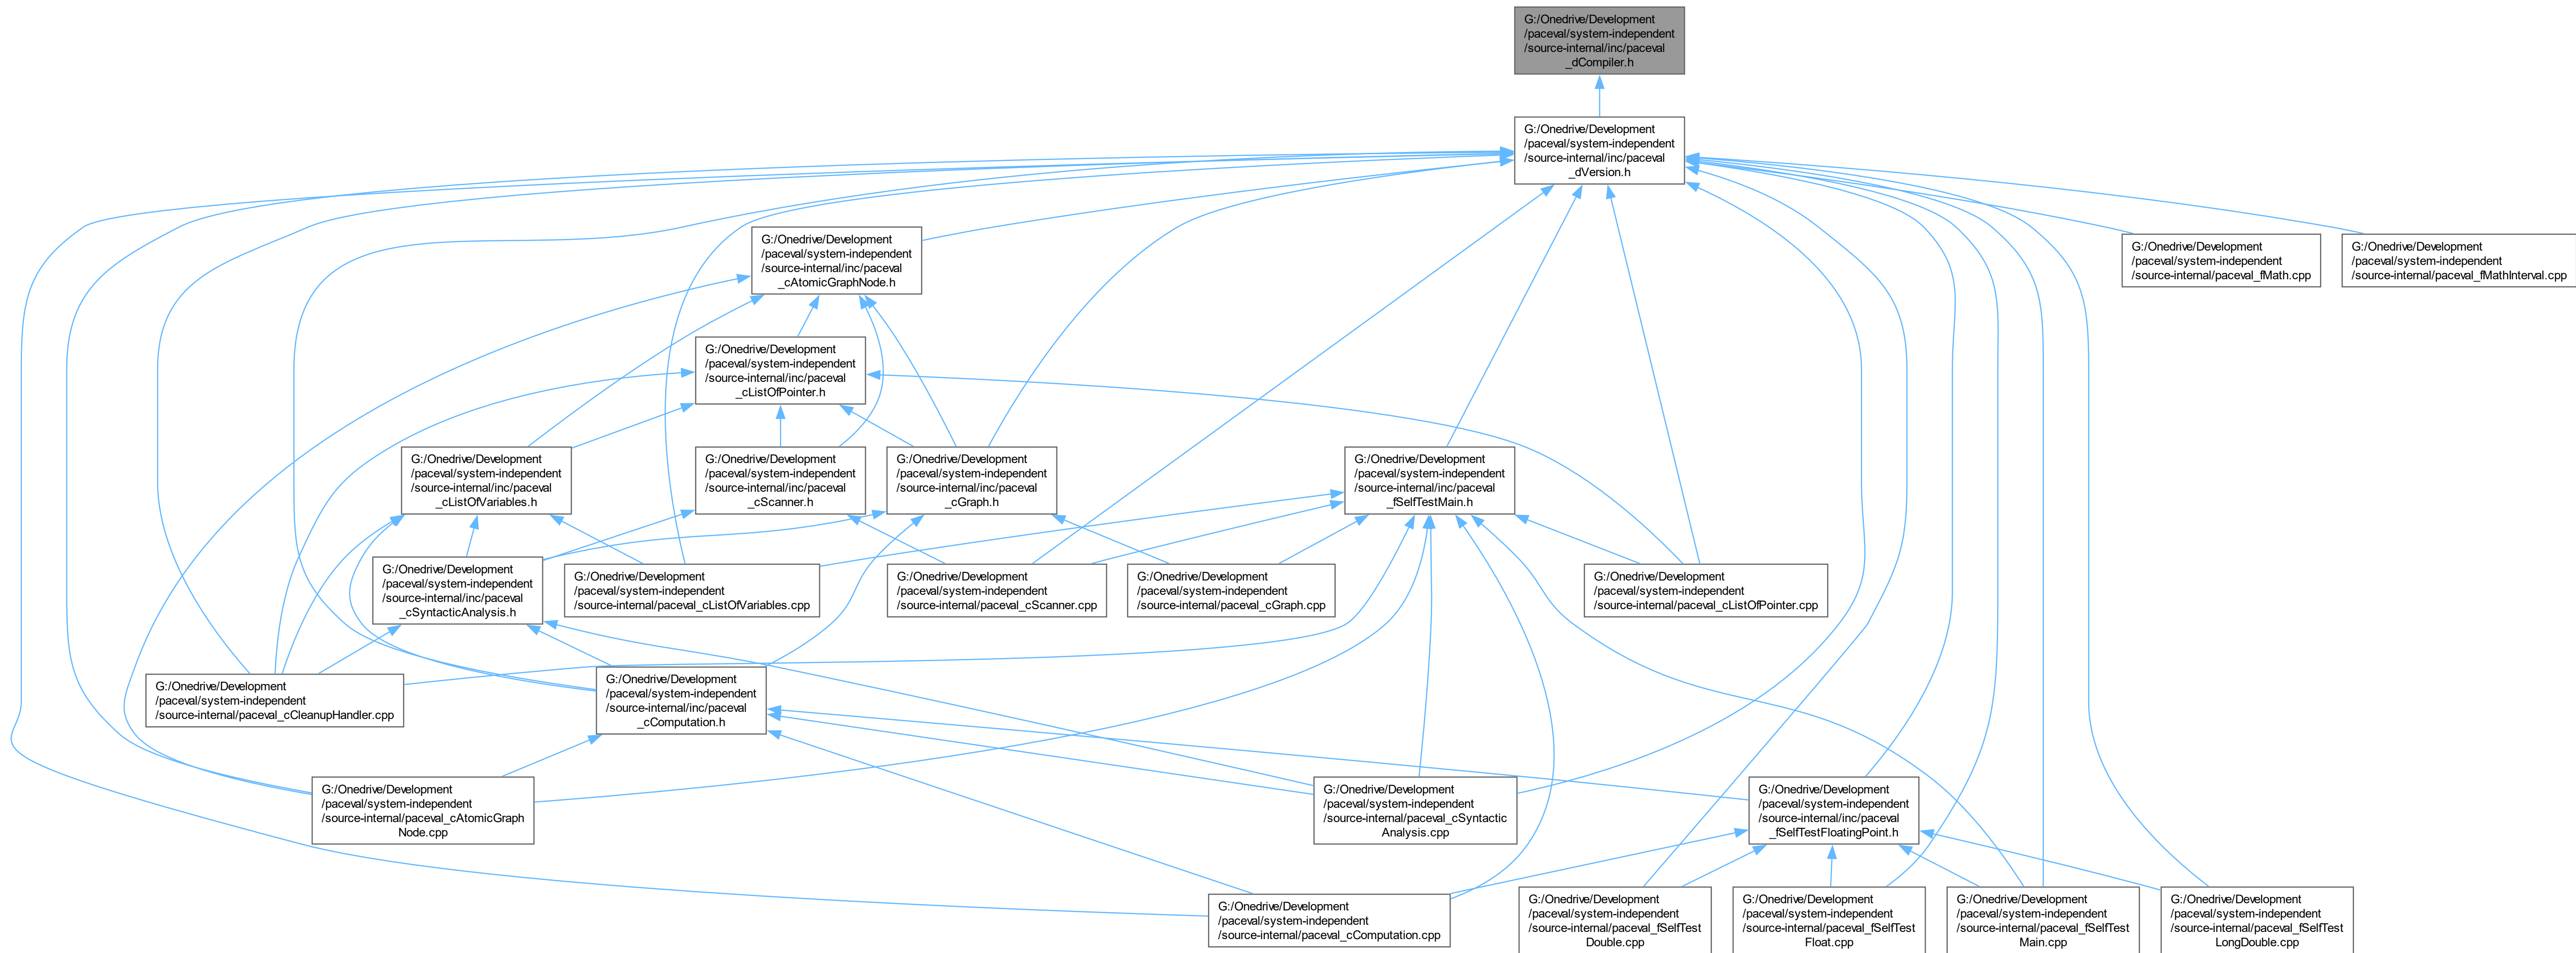 G:/Onedrive/Development
/paceval/system-independent
/source-internal/inc/paceval
_dCompiler.h
G:/Onedrive/Development
/paceval/system-independent
/source-internal/inc/paceval
_dVersion.h
G:/Onedrive/Development
/paceval/system-independent
/source-internal/inc/paceval
_cAtomicGraphNode.h
G:/Onedrive/Development
/paceval/system-independent
/source-internal/paceval_fMath.cpp
G:/Onedrive/Development
/paceval/system-independent
/source-internal/paceval_fMathInterval.cpp
G:/Onedrive/Development
/paceval/system-independent
/source-internal/inc/paceval
_cListOfPointer.h
G:/Onedrive/Development
/paceval/system-independent
/source-internal/inc/paceval
_cListOfVariables.h
G:/Onedrive/Development
/paceval/system-independent
/source-internal/inc/paceval
_cScanner.h
G:/Onedrive/Development
/paceval/system-independent
/source-internal/inc/paceval
_cGraph.h
G:/Onedrive/Development
/paceval/system-independent
/source-internal/inc/paceval
_fSelfTestMain.h
G:/Onedrive/Development
/paceval/system-independent
/source-internal/inc/paceval
_cSyntacticAnalysis.h
G:/Onedrive/Development
/paceval/system-independent
/source-internal/paceval_cListOfVariables.cpp
G:/Onedrive/Development
/paceval/system-independent
/source-internal/paceval_cScanner.cpp
G:/Onedrive/Development
/paceval/system-independent
/source-internal/paceval_cGraph.cpp
G:/Onedrive/Development
/paceval/system-independent
/source-internal/paceval_cListOfPointer.cpp
G:/Onedrive/Development
/paceval/system-independent
/source-internal/paceval_cCleanupHandler.cpp
G:/Onedrive/Development
/paceval/system-independent
/source-internal/inc/paceval
_cComputation.h
G:/Onedrive/Development
/paceval/system-independent
/source-internal/paceval_cAtomicGraph
Node.cpp
G:/Onedrive/Development
/paceval/system-independent
/source-internal/paceval_cSyntactic
Analysis.cpp
G:/Onedrive/Development
/paceval/system-independent
/source-internal/inc/paceval
_fSelfTestFloatingPoint.h
G:/Onedrive/Development
/paceval/system-independent
/source-internal/paceval_cComputation.cpp
G:/Onedrive/Development
/paceval/system-independent
/source-internal/paceval_fSelfTest
Double.cpp
G:/Onedrive/Development
/paceval/system-independent
/source-internal/paceval_fSelfTest
Float.cpp
G:/Onedrive/Development
/paceval/system-independent
/source-internal/paceval_fSelfTest
Main.cpp
G:/Onedrive/Development
/paceval/system-independent
/source-internal/paceval_fSelfTest
LongDouble.cpp